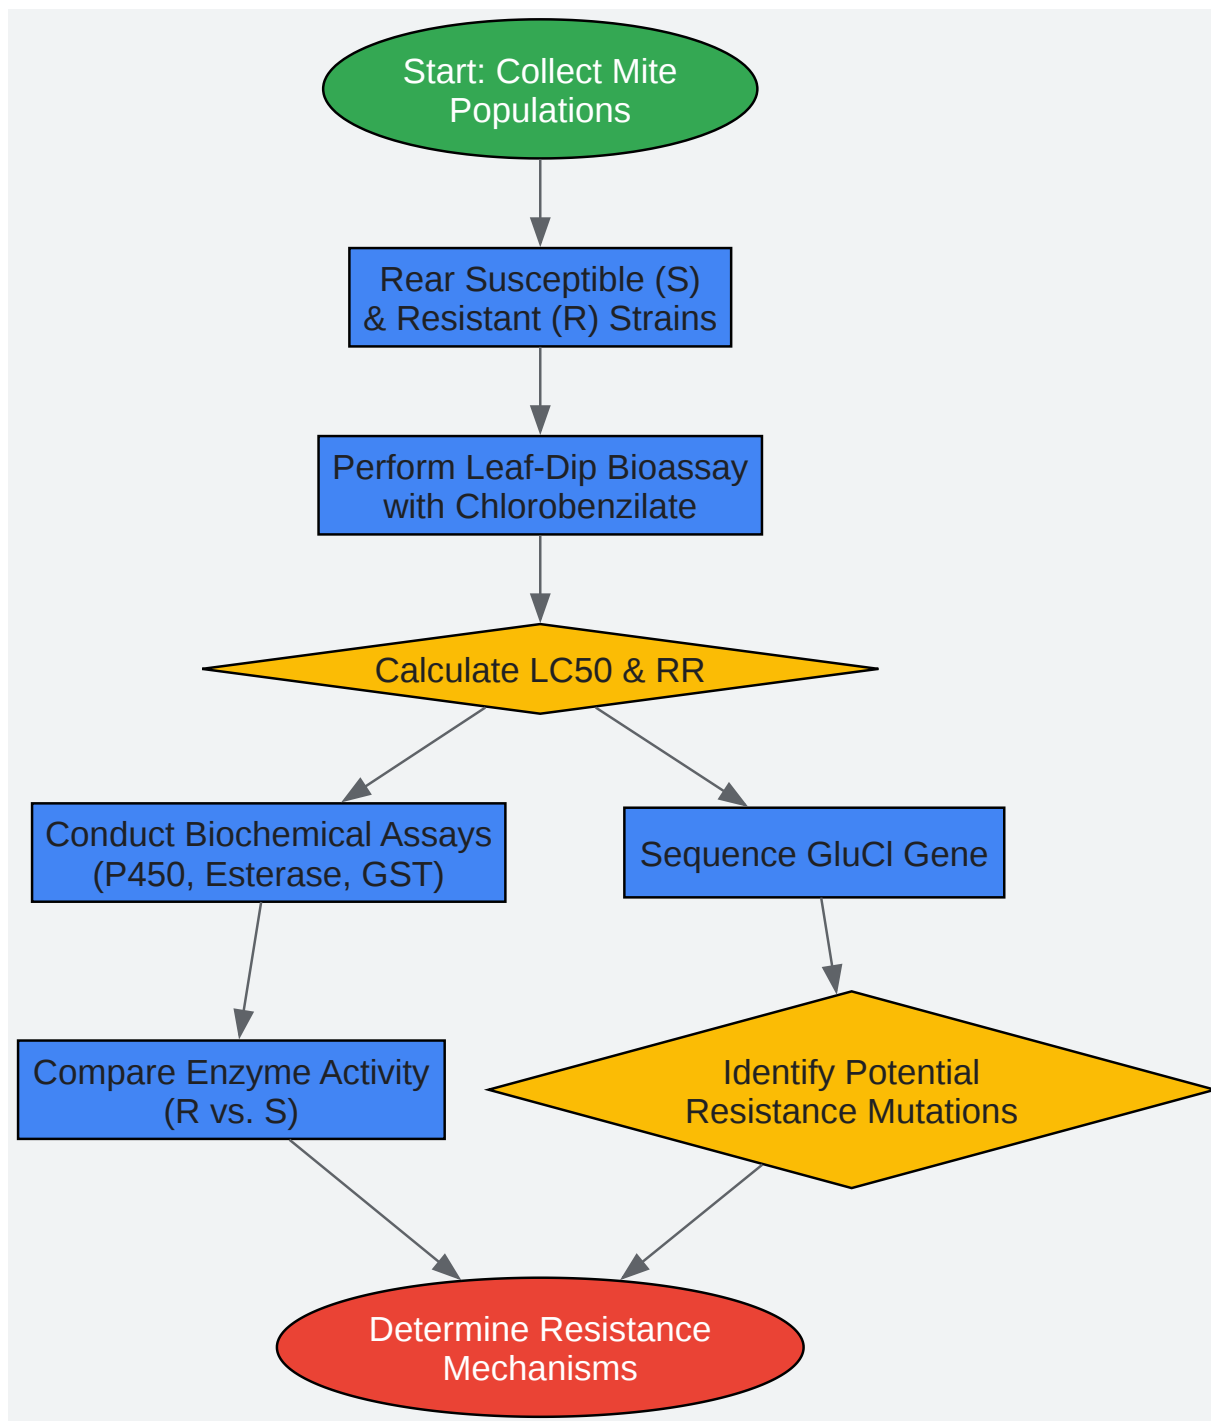 Start: Collect Mite
Populations
Rear Susceptible (S)
& Resistant (R) Strains
Perform Leaf-Dip Bioassay
with Chlorobenzilate
Calculate LC50 & RR
Conduct Biochemical Assays
(P450, Esterase, GST)
Sequence GluCl Gene
Compare Enzyme Activity
(R vs. S)
Identify Potential
Resistance Mutations
Determine Resistance
Mechanisms